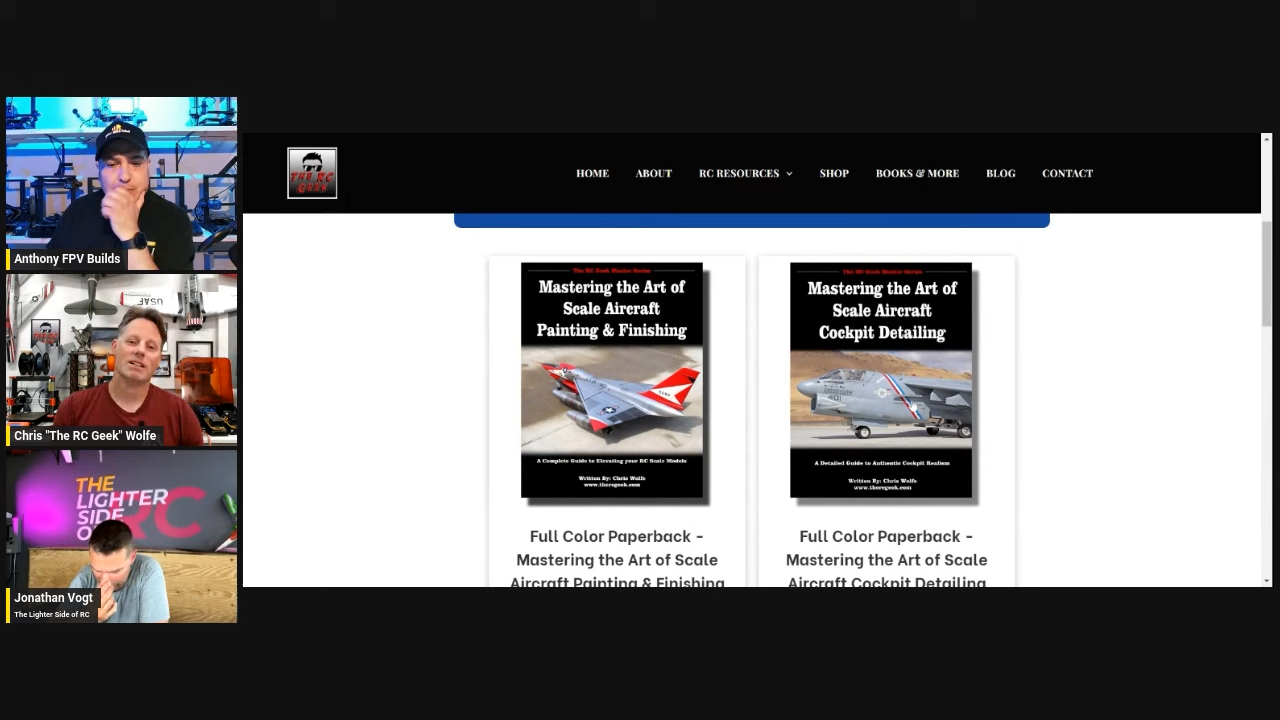 Anthony FPV Builds
USAF
Chris "The RC Geek" Wolfe
THE
LIGHTER
SIDE
RC
Jonathan Vogt
The Lighter Side of RC
THE RC
GEEK
HOME
ABOUT
RC RESOURCES
SHOP
BOOKS & MORE
BLOG
CONTACT
The RC Geek Master Series
Mastering the Art of
Scale Aircraft
Painting & Finishing
A Complete Guide to Elevating your RC Scale Models
Written By: Chris Wolfe
www.thercgeek.com
Full Color Paperback –
Mastering the Art of Scale
Aircraft Painting & Finishing
The RC Geek Master Series
Mastering the Art of
Scale Aircraft
Cockpit Detailing
401
A Detailed Guide to Authentic Cockpit Realism
Written By: Chris Wolfe
www.thercgeek.com
Full Color Paperback –
Mastering the Art of Scale
Aircraft Cockpit Detailing